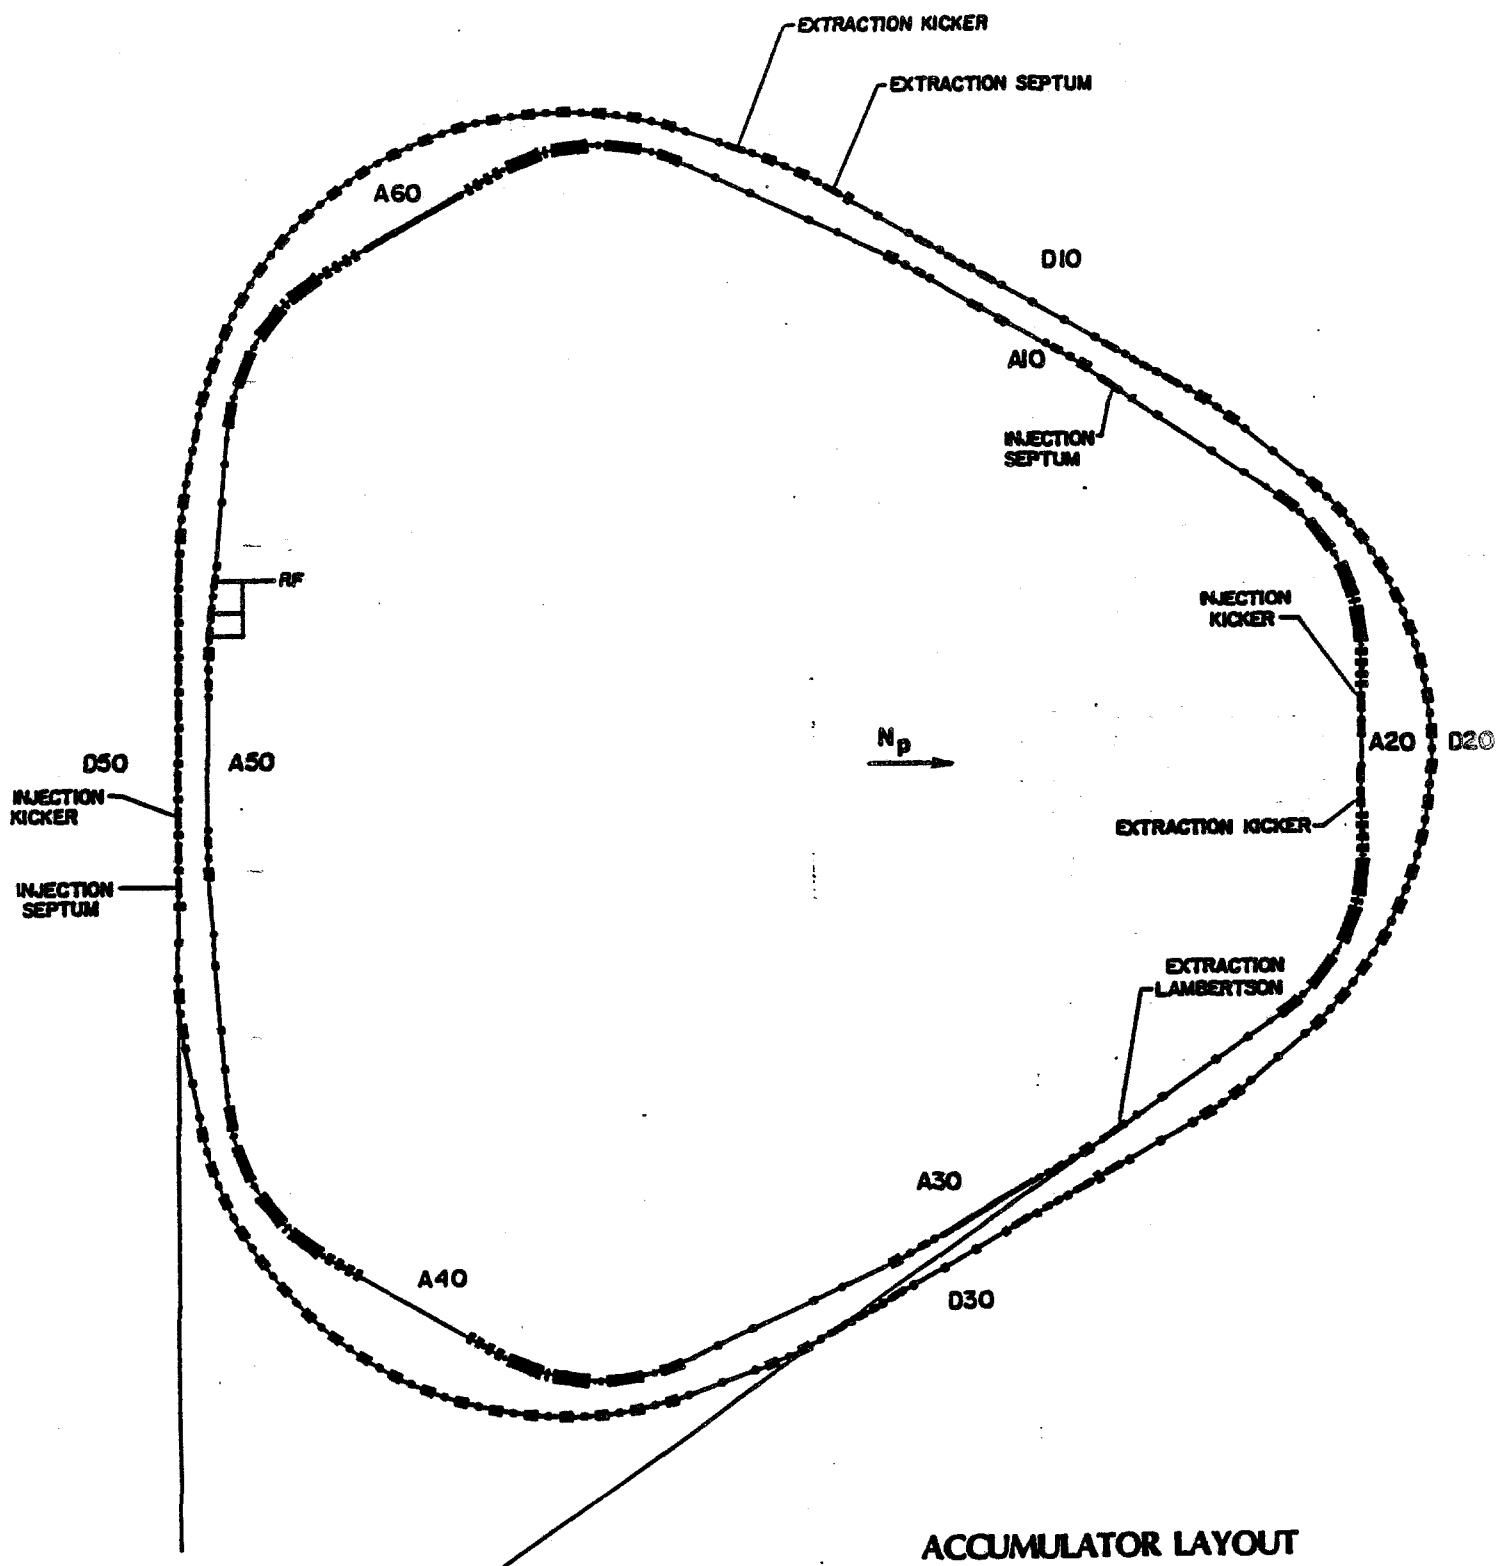 EXTRACTION KICKER
EXTRACTION SEPTUM
A60
D10
A10
INJECTION
SEPTUM
RF
INJECTION
KICKER
N p
A20 D20
D50 A50
INJECTION
KICKER
EXTRACTION KICKER
INJECTION
SEPTUM
EXTRACTION
LAMBERTSON
A30
A40
D30
ACCUMULATOR LAYOUT